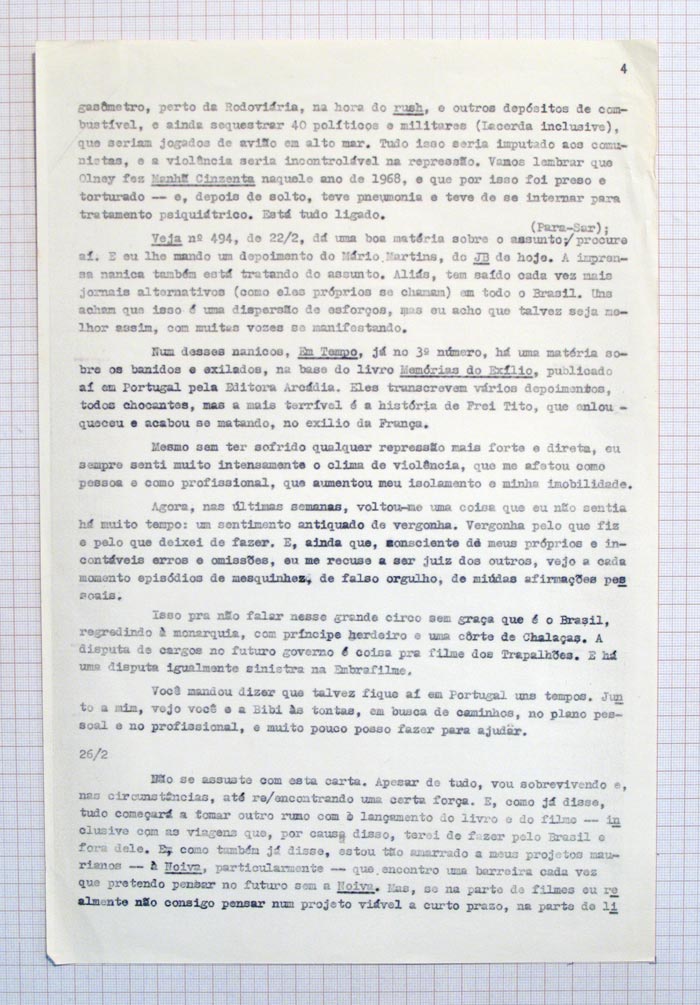 4
gasômetro, perto da Rodoviária, na hora do rush, e outros depósitos de com-
bustível, e ainda sequestrar 40 políticos e militares (Lacerda inclusive),
que seriam jogados de avião em alto mar. Tudo isso seria imputado aos comu-
nistas, e a violência seria incontrolável na repressão. Vamos lembrar que
Olney fez Manhã Cinzenta naquele ano de 1968, e que por isso foi preso e
torturado -- e, depois de solto, teve pneumonia e teve de se internar para
tratamento psiquiátrico. Está tudo ligado.
(Para-Sar);
Veja nº 494, de 22/2, dá uma boa matéria sobre o assunto;/procure
aí. E eu lhe mando um depoimento do Mário Martins, do JB de hoje. A impren-
sa nanica também está tratando do assunto. Aliás, tem saído cada vez mais
jornais alternativos (como eles próprios se chamam) em todo o Brasil. Uns
acham que isso é uma dispersão de esforços, mas eu acho que talvez seja me-
lhor assim, com muitas vozes se manifestando.
Num desses nanicos, Em Tempo, já no 3º número, há uma matéria so-
bre os banidos e exilados, na base do livro Memórias do Exílio, publicado
aí em Portugal pela Editora Arcádia. Eles transcrevem vários depoimentos,
todos chocantes, mas a mais terrível é a história de Frei Tito, que enlou -
queceu e acabou se matando, no exílio da França.
Mesmo sem ter sofrido qualquer repressão mais forte e direta, eu
sempre senti muito intensamente o clima de violência, que me afetou como
pessoa e como profissional, que aumentou meu isolamento e minha imobilidade.
Agora, nas últimas semanas, voltou-me uma coisa que eu não sentia
há muito tempo: um sentimento antiquado de vergonha. Vergonha pelo que fiz
e pelo que deixei de fazer. E, ainda que, consciente de meus próprios e in-
contáveis erros e omissões, eu me recuse a ser juiz dos outros, vejo a cada
momento episódios de mesquinhez, de falso orgulho, de miúdas afirmações pes
soais.
Isso pra não falar nesse grande circo sem graça que é o Brasil,
regredindo à monarquia, com príncipe herdeiro e uma côrte de Chalaças. A
disputa de cargos no futuro governo é coisa pra filme dos Trapalhões. E há
uma disputa igualmente sinistra na Embrafilme.
Você mandou dizer que talvez fique aí em Portugal uns tempos. Jun
to a mim, vejo você e a Bibi às tontas, em busca de caminhos, no plano pes-
soal e no profissional, e muito pouco posso fazer para ajudar.
26/2
Não se assuste com esta carta. Apesar de tudo, vou sobrevivendo e,
nas circunstâncias, até re/encontrando uma certa força. E, como já disse,
tudo começará a tomar outro rumo com o lançamento do livro e do filme -- in
clusive com as viagens que, por causa disso, terei de fazer pelo Brasil e
fora dele. E, como também já disse, estou tão amarrado a meus projetos mau-
rianos -- à Noiva, particularmente -- que encontro uma barreira cada vez
que pretendo pensar no futuro sem a Noiva. Mas, se na parte de filmes eu re
almente não consigo pensar num projeto viável a curto prazo, na parte de li